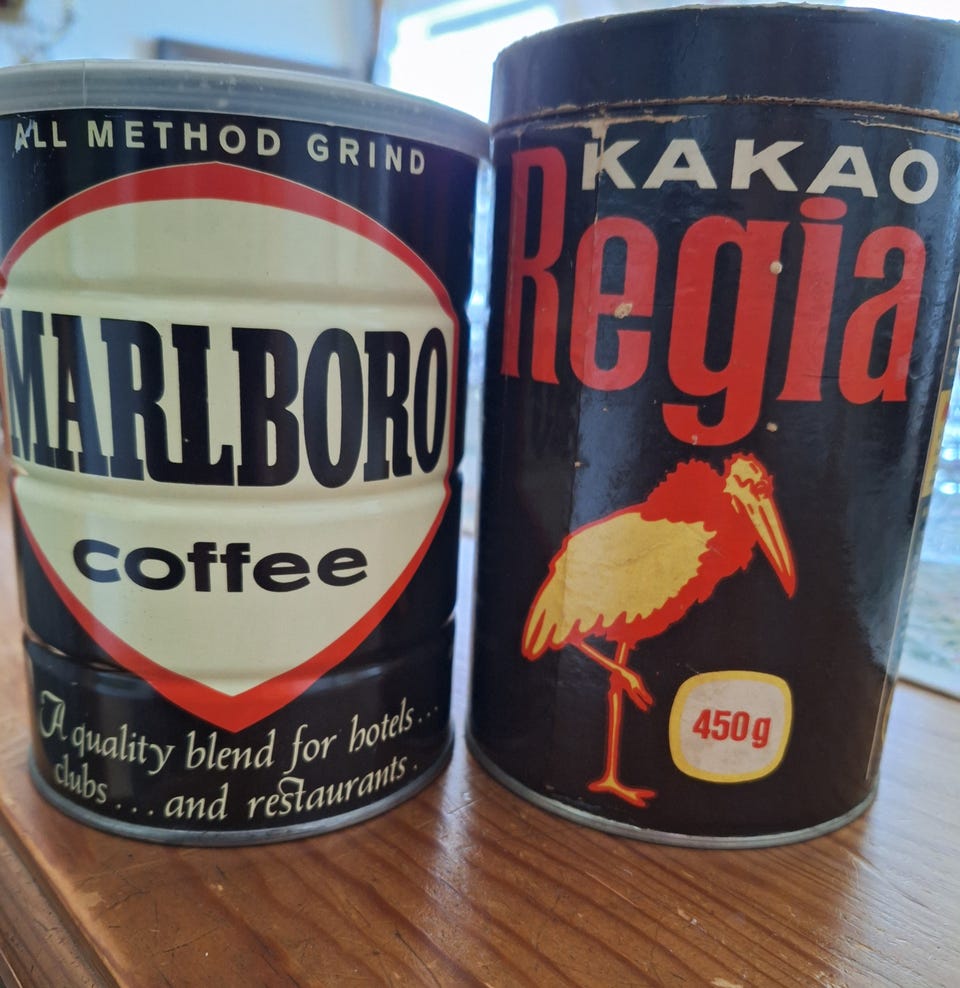 ALL METHOD GRIND
MARLBORO
coffee
A quality blend for hotels...
clubs...and restaurants.
KAKAO
Regia
450g